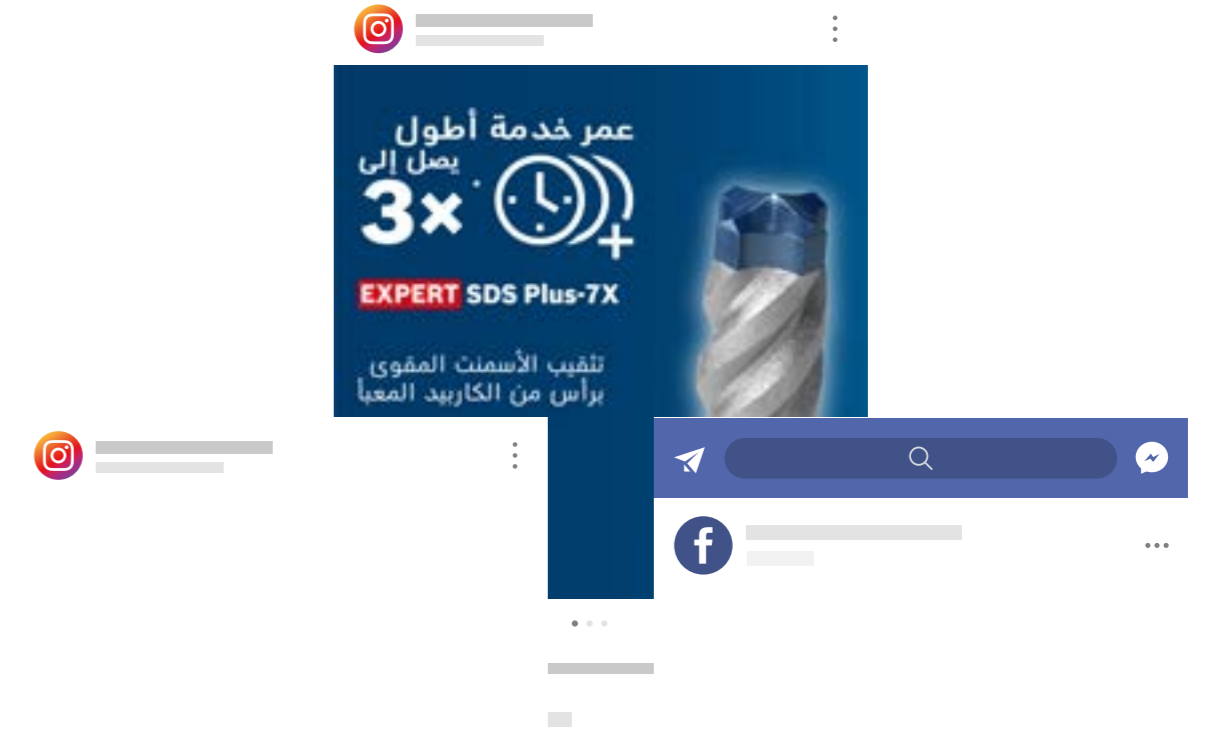 عمر خدمة أطول
يصل إلى
3×
EXPERT SDS Plus-7X
تثقيب الأسمنت المقوى
برأس من الكاربيد المعبأ